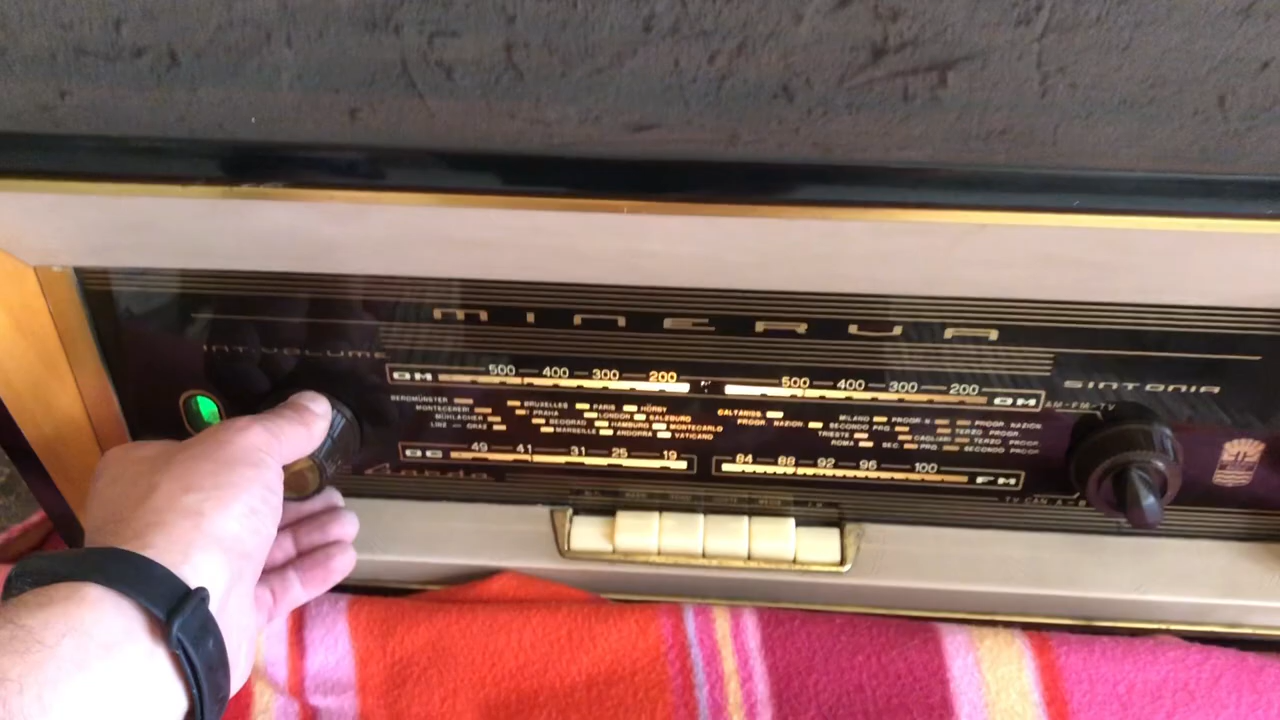 MINERVA
INT-VOLUME
SINTONIA
AM-FM-TV
OM 500 400 300 200
500 400 300 200 OM
BEROMÜNSTER
MONTECENERI
MÜHLACHER
LINZ — GRAZ
BRUXELLES
PRAHA
BEOGRAD
MARSEILLE
PARIS
LONDON
HAMBURG
ANDORRA
HÖRBY
SALZBURG
MONTECARLO
VATICANO
CALTANISS.
PROGR. NAZION.
MILANO
SECONDO PRG
TRIESTE
ROMA
PROGR. N
CAGLIARI
SEC. PRG.
PROGR. NAZION
TERZO PROGR.
TERZO PROGR.
SECONDO PROGR
OC 49 41 31 25 19
84 88 92 96 100 FM
TV-CAN. A-B